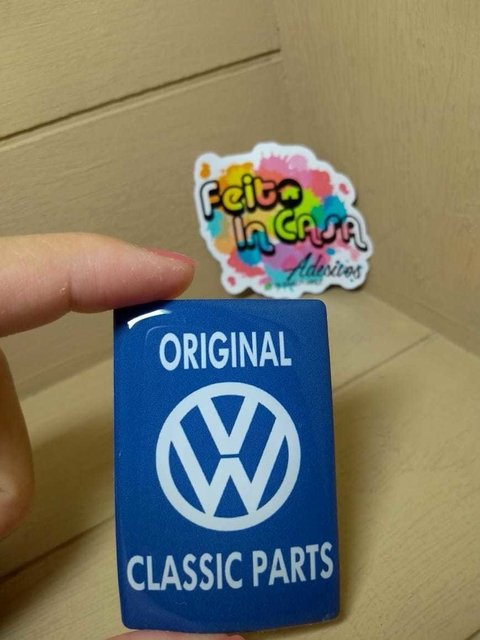 Feito
In CASA
Adesivos
ORIGINAL
VW
CLASSIC PARTS